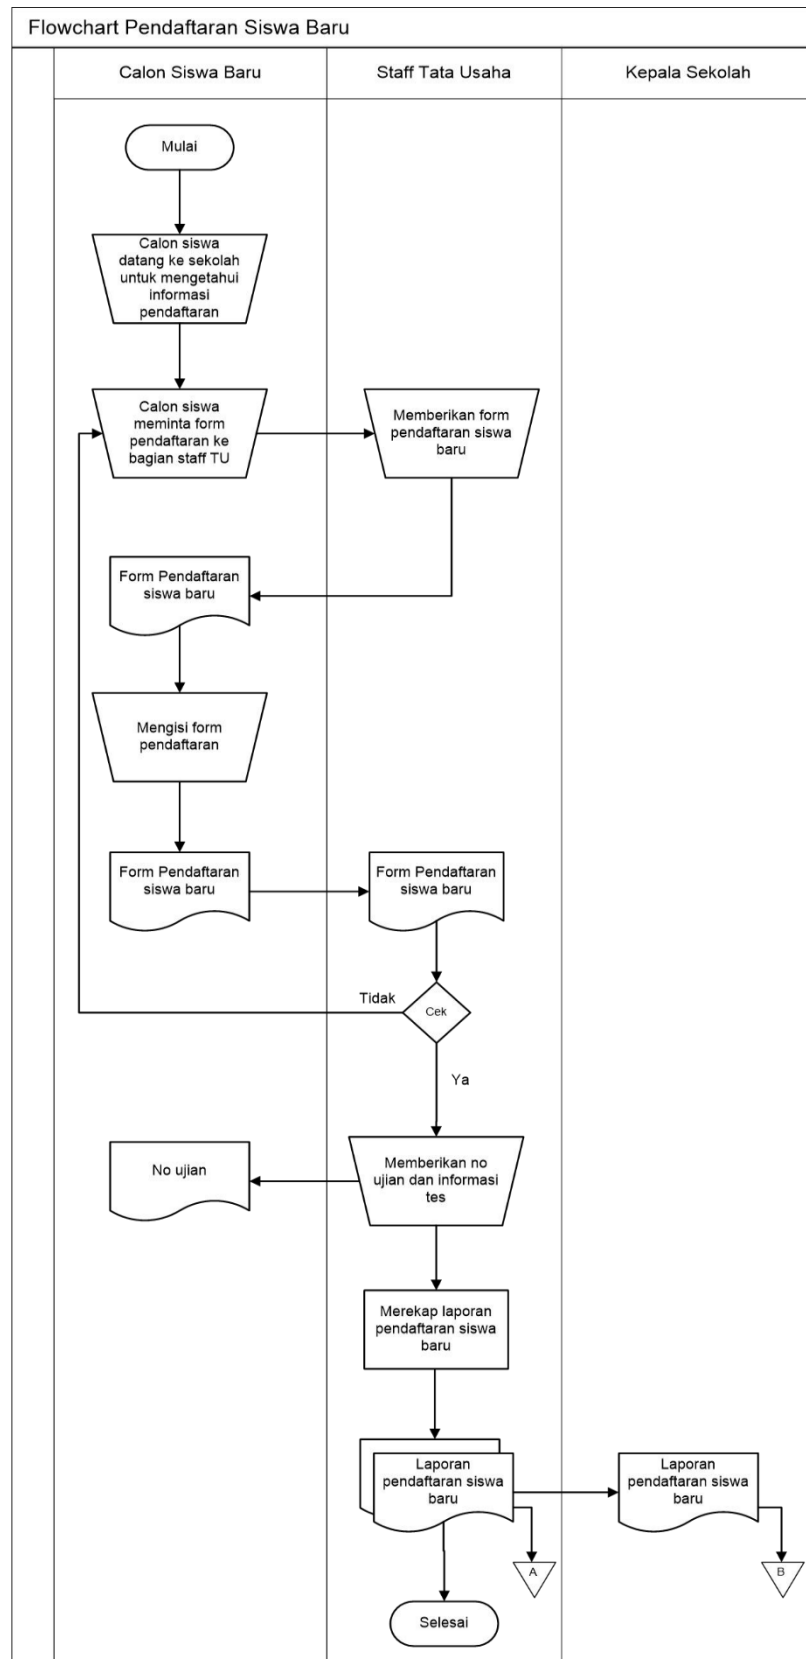 Flowchart Pendaftaran Siswa Baru
Calon Siswa Baru
Staff Tata Usaha
Kepala Sekolah
Mulai
Calon siswa
datang ke sekolah
untuk mengetahui
informasi
pendaftaran
Calon siswa
meminta form
pendaftaran ke
bagian staff TU
Memberikan form
pendaftaran siswa
baru
Form Pendaftaran
siswa baru
Mengisi form
pendaftaran
Form Pendaftaran
siswa baru
Form Pendaftaran
siswa baru
Tidak
Cek
Ya
No ujian
Memberikan no
ujian dan informasi
tes
Merekap laporan
pendaftaran siswa
baru
Laporan
pendaftaran siswa
baru
Laporan
pendaftaran siswa
baru
A
B
Selesai